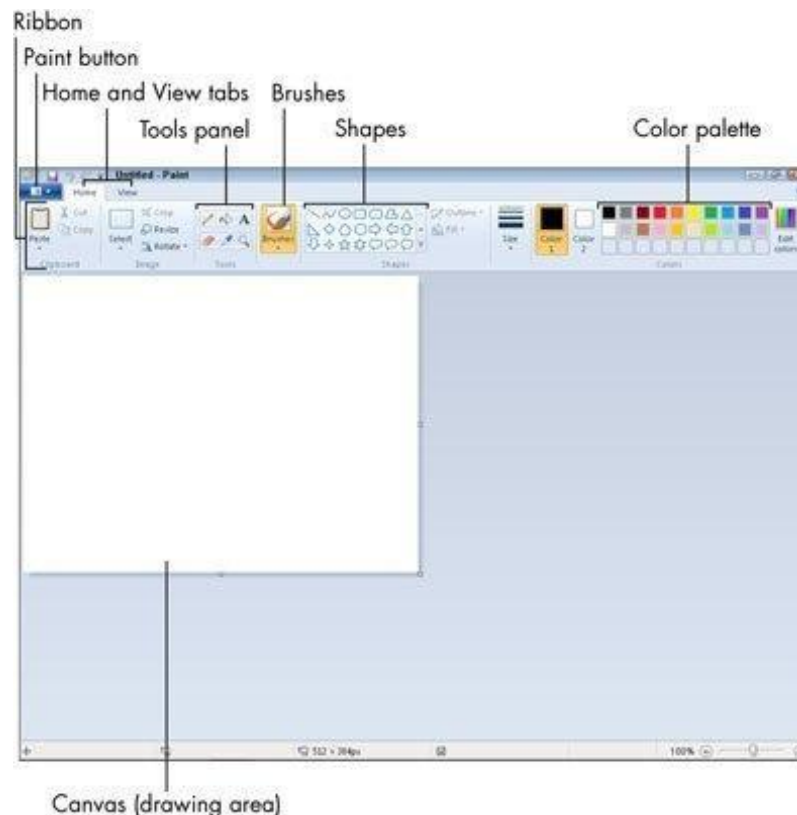 Ribbon
Paint button
Home and View tabs Brushes
Tools panel Shapes Color palette
Untitled - Paint
Home View
Cut Crop Outline
Copy Resize Fill
Paste Select Rotate Brushes Size Color 1 Color 2 Edit colors
Clipboard Image Tools Shapes Colors
A
512 × 384px 100%
Canvas (drawing area)